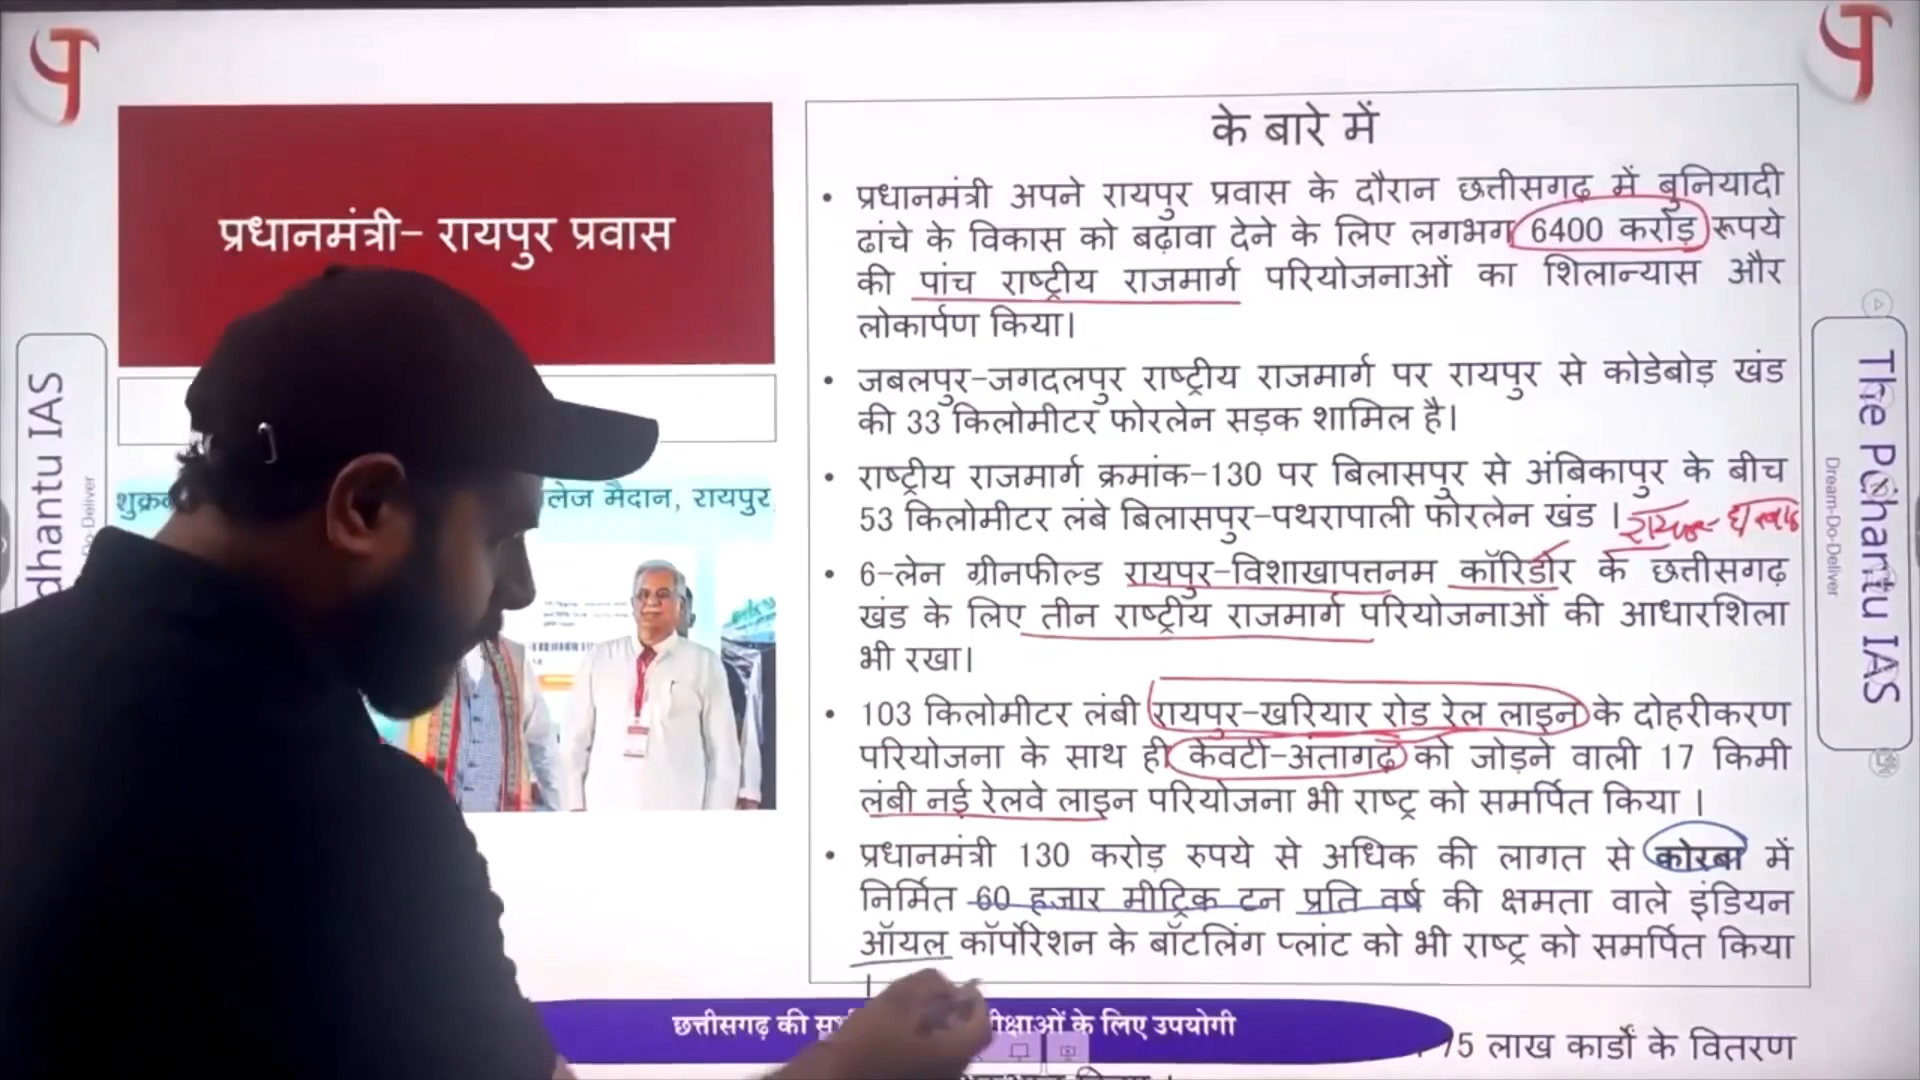 प्रधानमंत्री- रायपुर प्रवास
शुक्र
लेज मैदान, रायपुर
के बारे में
• प्रधानमंत्री अपने रायपुर प्रवास के दौरान छत्तीसगढ़ में बुनियादी
ढांचे के विकास को बढ़ावा देने के लिए लगभग 6400 करोड़ रूपये
की पांच राष्ट्रीय राजमार्ग परियोजनाओं का शिलान्यास और
लोकार्पण किया।
• जबलपुर-जगदलपुर राष्ट्रीय राजमार्ग पर रायपुर से कोडेबोड़ खंड
की 33 किलोमीटर फोरलेन सड़क शामिल है।
• राष्ट्रीय राजमार्ग क्रमांक-130 पर बिलासपुर से अंबिकापुर के बीच
53 किलोमीटर लंबे बिलासपुर-पथरापाली फोरलेन खंड ।
• 6-लेन ग्रीनफील्ड रायपुर-विशाखापत्तनम कॉरिडोर के छत्तीसगढ़
खंड के लिए तीन राष्ट्रीय राजमार्ग परियोजनाओं की आधारशिला
भी रखा।
• 103 किलोमीटर लंबी रायपुर-खरियार रोड रेल लाइन के दोहरीकरण
परियोजना के साथ ही केवटी-अंतागढ़ को जोड़ने वाली 17 किमी
लंबी नई रेलवे लाइन परियोजना भी राष्ट्र को समर्पित किया ।
• प्रधानमंत्री 130 करोड़ रुपये से अधिक की लागत से कोरबा में
निर्मित 60 हजार मीट्रिक टन प्रति वर्ष की क्षमता वाले इंडियन
ऑयल कॉर्पोरेशन के बॉटलिंग प्लांट को भी राष्ट्र को समर्पित किया
।
75 लाख कार्डों के वितरण
छत्तीसगढ़ की
के लिए उपयोगी
dhantu IAS
Do-Deliver
The Pdhantu IAS
Dream-Do-Deliver